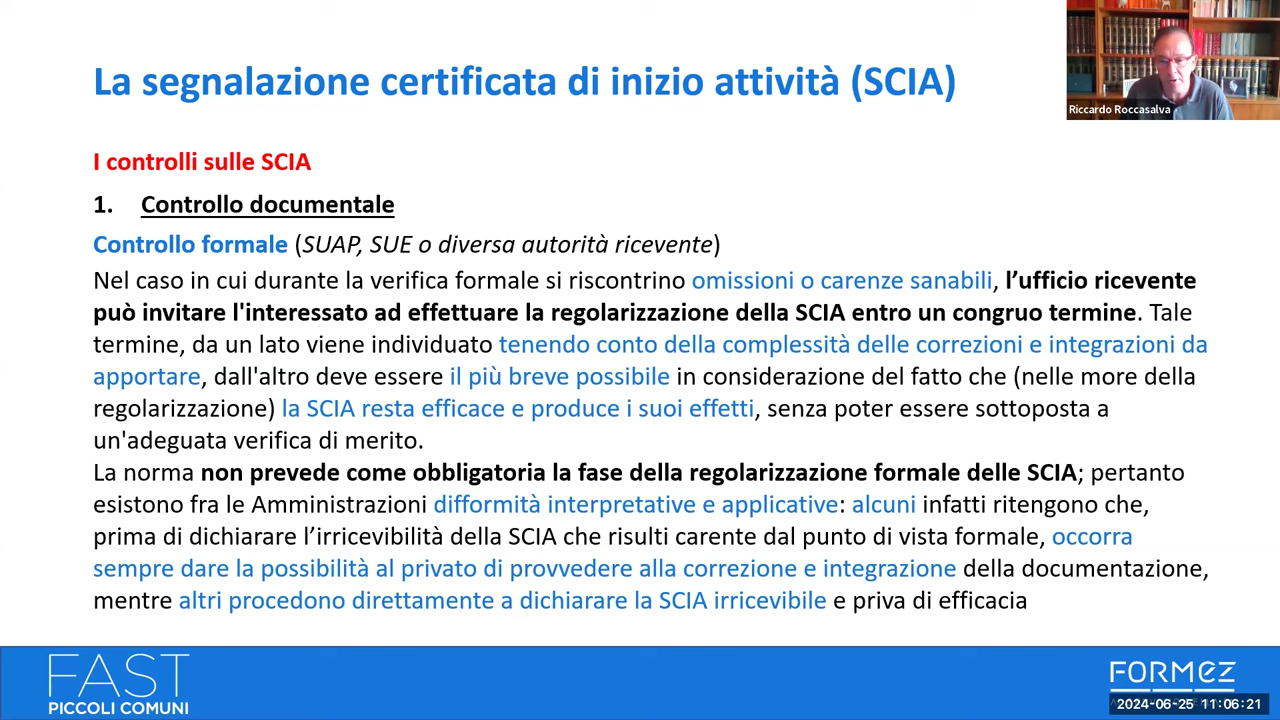 La segnalazione certificata di inizio attività (SCIA)
Riccardo Roccasalva
I controlli sulle SCIA
1. Controllo documentale
Controllo formale (SUAP, SUE o diversa autorità ricevente)
Nel caso in cui durante la verifica formale si riscontrino omissioni o carenze sanabili, l’ufficio ricevente
può invitare l'interessato ad effettuare la regolarizzazione della SCIA entro un congruo termine. Tale
termine, da un lato viene individuato tenendo conto della complessità delle correzioni e integrazioni da
apportare, dall'altro deve essere il più breve possibile in considerazione del fatto che (nelle more della
regolarizzazione) la SCIA resta efficace e produce i suoi effetti, senza poter essere sottoposta a
un'adeguata verifica di merito.
La norma non prevede come obbligatoria la fase della regolarizzazione formale delle SCIA; pertanto
esistono fra le Amministrazioni difformità interpretative e applicative: alcuni infatti ritengono che,
prima di dichiarare l’irricevibilità della SCIA che risulti carente dal punto di vista formale, occorra
sempre dare la possibilità al privato di provvedere alla correzione e integrazione della documentazione,
mentre altri procedono direttamente a dichiarare la SCIA irricevibile e priva di efficacia
FAST
PICCOLI COMUNI
FORMEZ
2024-06-25 11:06:21